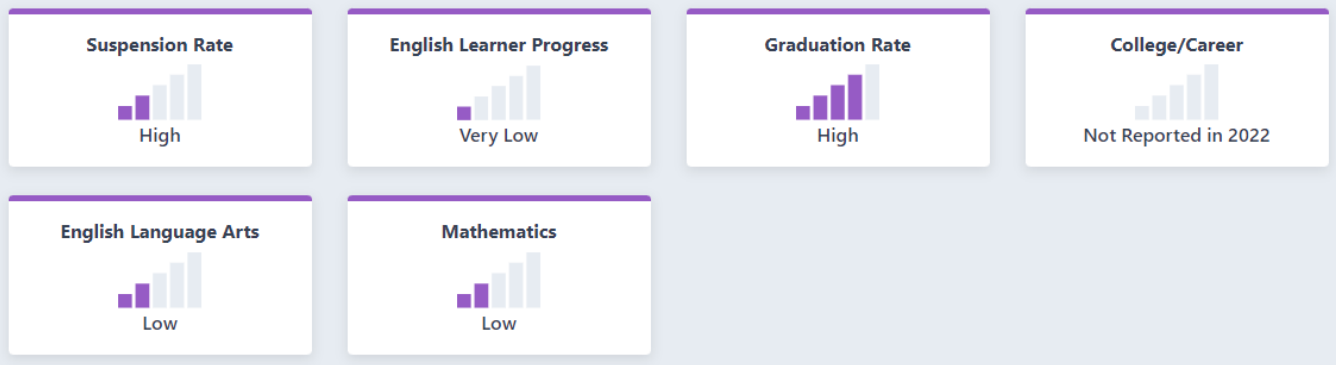 Suspension Rate
High
English Learner Progress
Very Low
Graduation Rate
High
College/Career
Not Reported in 2022
English Language Arts
Low
Mathematics
Low